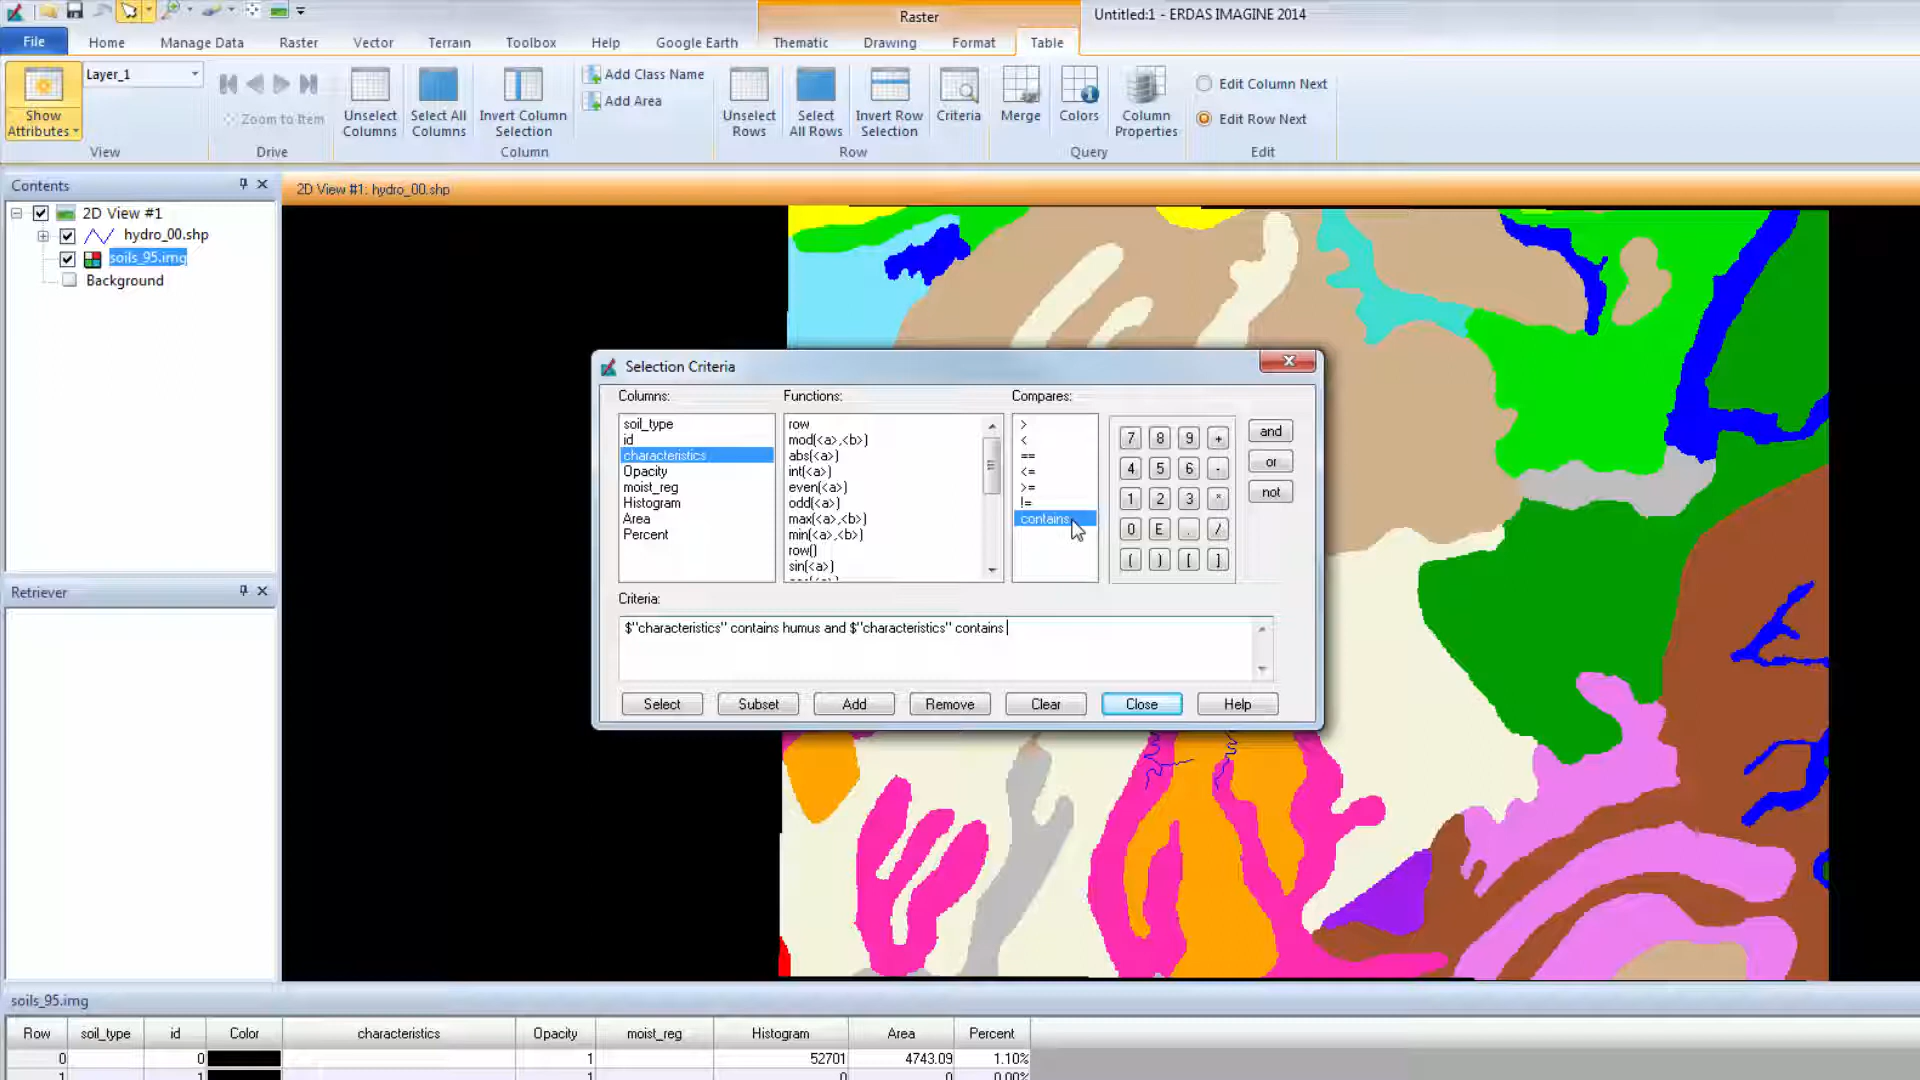 Raster
Untitled:1 - ERDAS IMAGINE 2014
File Home Manage Data Raster Vector Terrain Toolbox Help Google Earth Thematic Drawing Format Table
Show Attributes
Layer_1
Zoom to Item
Unselect Columns
Select All Columns
Invert Column Selection
Add Class Name
Add Area
Unselect Rows
Select All Rows
Invert Row Selection
Criteria
Merge
Colors
Column Properties
Edit Column Next
Edit Row Next
View Drive Column Row Query Edit
Contents
2D View #1: hydro_00.shp
2D View #1
hydro_00.shp
soils_95.img
Background
Retriever
Selection Criteria
Columns: Functions: Compares:
soil_type
id
characteristics
Opacity
moist_reg
Histogram
Area
Percent
row
mod(<a>,<b>)
abs(<a>)
int(<a>)
even(<a>)
odd(<a>)
max(<a>,<b>)
min(<a>,<b>)
row()
sin(<a>)
>
<
==
<=
>=
!=
contains
7 8 9 +
4 5 6 -
1 2 3 *
0 E . /
( ) [ ]
and
or
not
Criteria:
$"characteristics" contains humus and $"characteristics" contains
Select Subset Add Remove Clear Close Help
soils_95.img
Row soil_type id Color characteristics Opacity moist_reg Histogram Area Percent
0 0 1 52701 4743.09 1.10%
1 1 1 0 0 0.00%